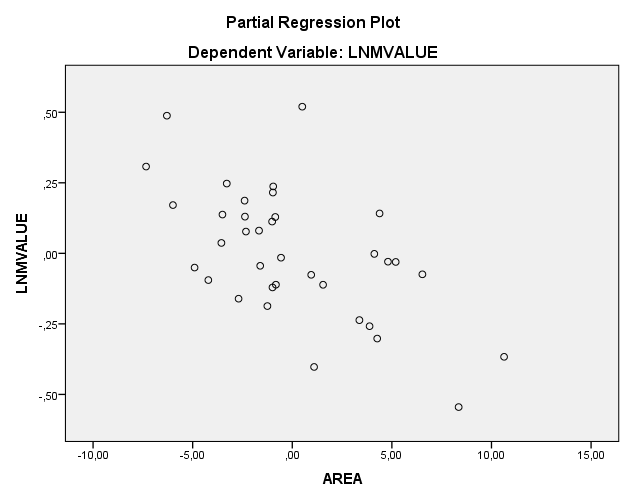 Partial Regression Plot
Dependent Variable: LNMVALUE
LNMVALUE
,50
,25
,00
-,25
-,50
-10,00 -5,00 ,00 5,00 10,00 15,00
AREA